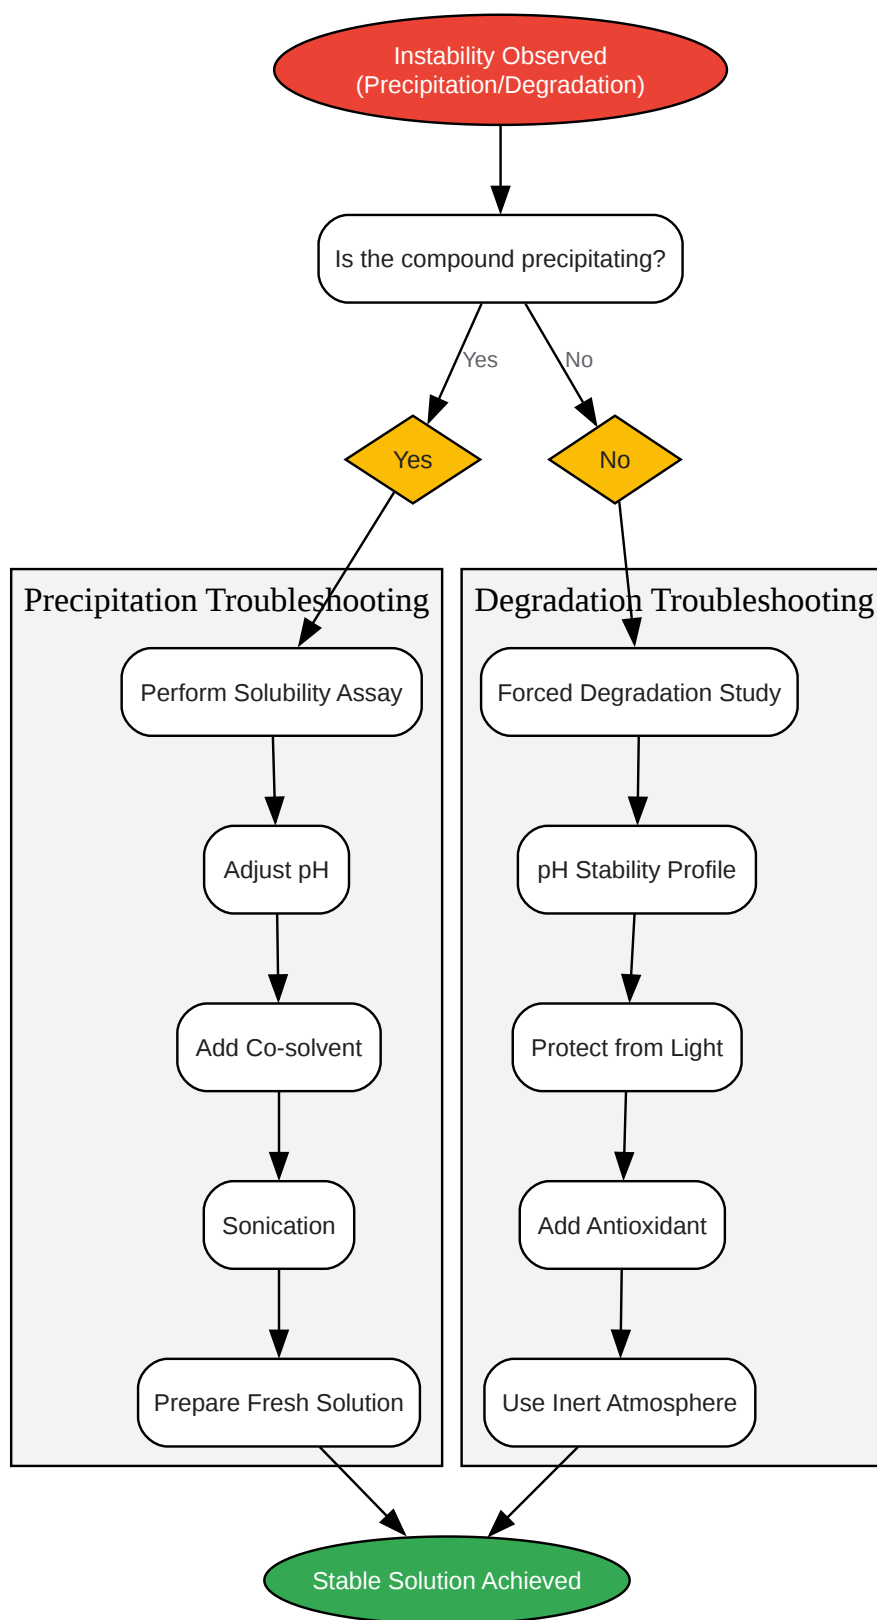 Instability Observed
(Precipitation/Degradation)
Is the compound precipitating?
Yes
No
Yes
No
Precipitation Troubleshooting
Degradation Troubleshooting
Perform Solubility Assay
Forced Degradation Study
Adjust pH
pH Stability Profile
Add Co-solvent
Protect from Light
Sonication
Add Antioxidant
Prepare Fresh Solution
Use Inert Atmosphere
Stable Solution Achieved